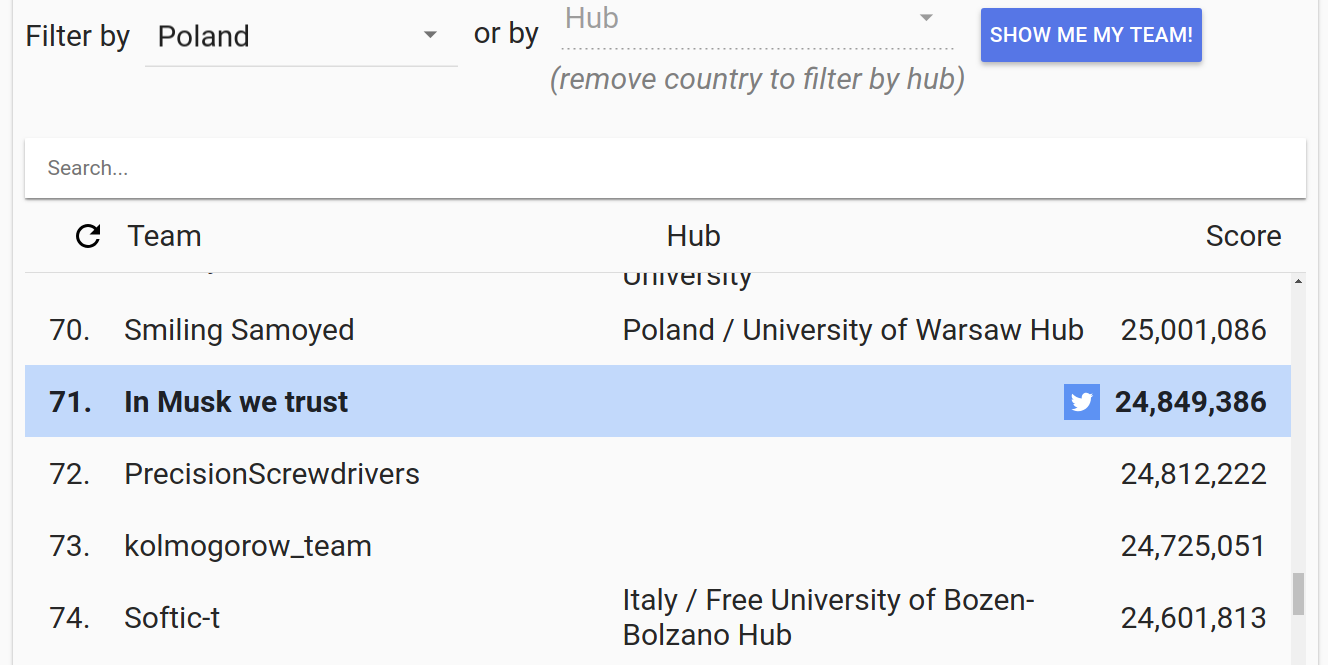 Filter by Poland or by Hub SHOW ME MY TEAM!
(remove country to filter by hub)
Search...
Team Hub Score
University
70. Smiling Samoyed Poland / University of Warsaw Hub 25,001,086
71. In Musk we trust 24,849,386
72. PrecisionScrewdrivers 24,812,222
73. kolmogorow_team 24,725,051
74. Softic-t Italy / Free University of Bozen-
Bolzano Hub 24,601,813